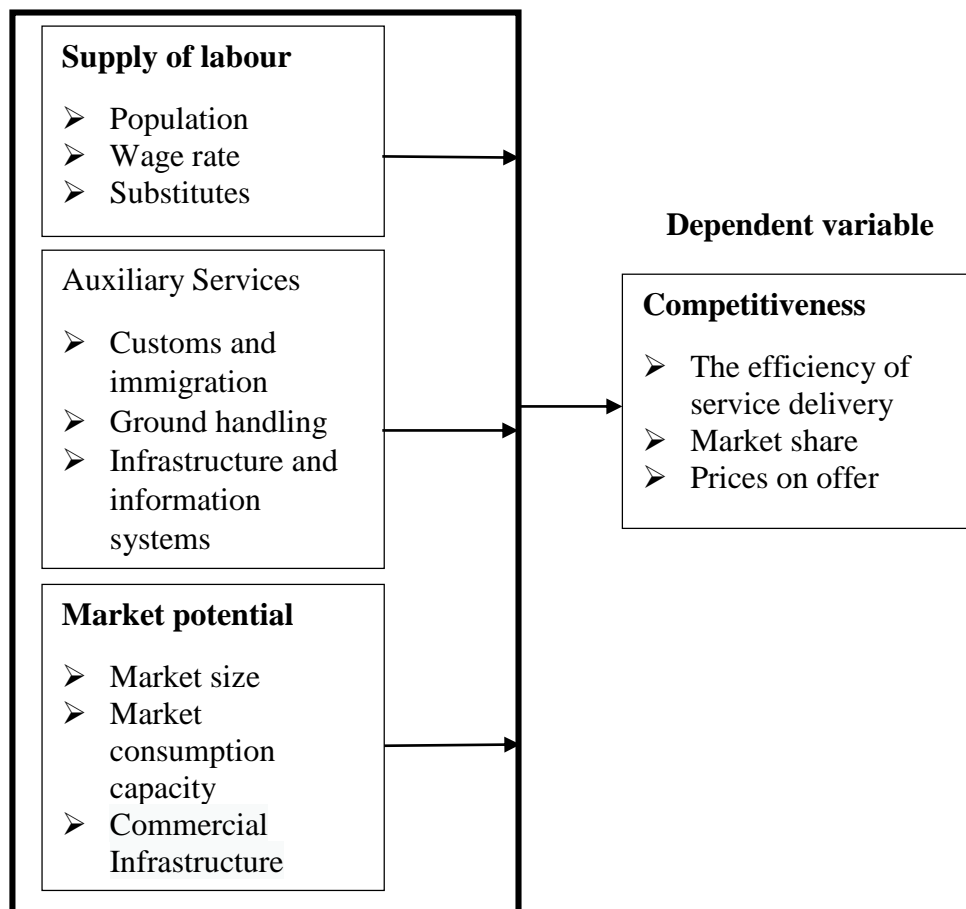 Supply of labour
➢ Population
➢ Wage rate
➢ Substitutes
Auxiliary Services
➢ Customs and
immigration
➢ Ground handling
➢ Infrastructure and
information
systems
Market potential
➢ Market size
➢ Market
consumption
capacity
➢ Commercial
Infrastructure
Dependent variable
Competitiveness
➢ The efficiency of
service delivery
➢ Market share
➢ Prices on offer